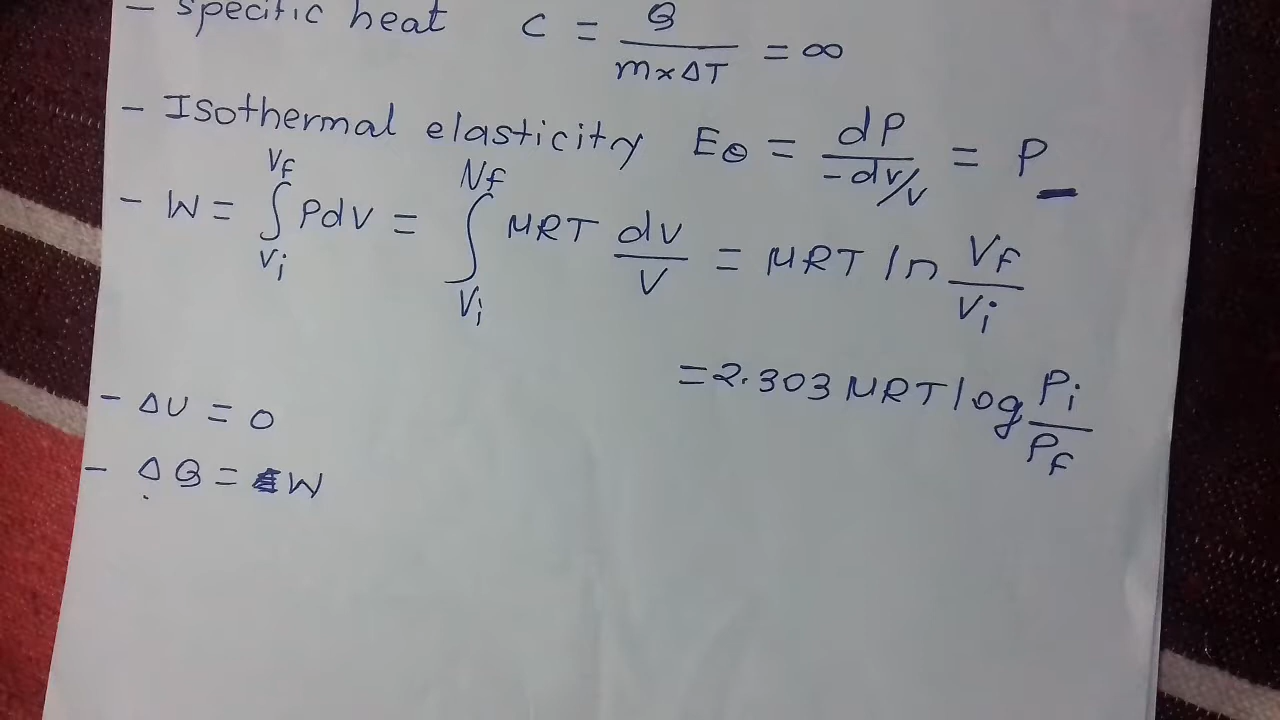 - specific heat C = Q / m×ΔT = ∞
- Isothermal elasticity Eθ = dP / -dv/v = P
- W = ∫ Vi Vf PdV = ∫ Vi Vf μRT dV / V = μRT ln Vf / Vi
= 2.303 μRT log Pi / Pf
- ΔU = 0
- ΔQ = W